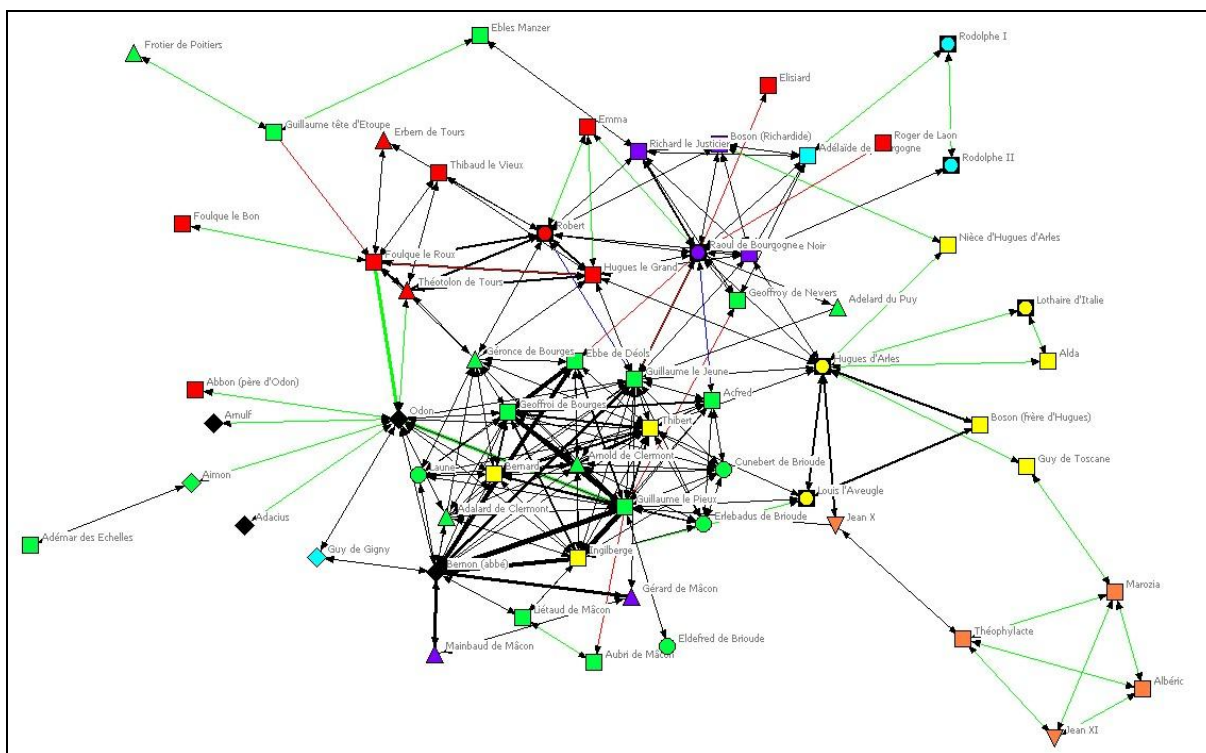 Frotier de Poitiers
Ebles Manzer
Rodolphe I
Elisiard
Guillaume tête d'Etoupe
Emma
Erbern de Tours
Richard le Justicier
Boson (Richardide)
Adélaïde de Bourgogne
Roger de Laon
Rodolphe II
Thibaud le Vieux
Foulque le Bon
Robert
Nièce d'Hugues d'Arles
Foulque le Roux
Raoul de Bourgogne
Noir
Hugues le Grand
Théotolon de Tours
Geoffroy de Nevers
Adelard du Puy
Lothaire d'Italie
Géronce de Bourges
Ebbe de Déols
Hugues d'Arles
Alda
Guillaume le Jeune
Abbon (père d'Odon)
Acfred
Arnulf
Odon
Geoffroi de Bourges
Thibert
Boson (frère d'Hugues)
Aimon
Laune
Bernard
Arnold de Clermont
Cunebert de Brioude
Guy de Toscane
Guillaume le Pieux
Louis l'Aveugle
Adacius
Adalard de Clermont
Erlebadus de Brioude
Jean X
Adémar des Echelles
Guy de Gigny
Bernon (abbé)
Ingilberge
Gérard de Mâcon
Marozia
Liétaud de Mâcon
Théophylacte
Mainbaud de Mâcon
Aubri de Mâcon
Eldefred de Brioude
Albéric
Jean XI